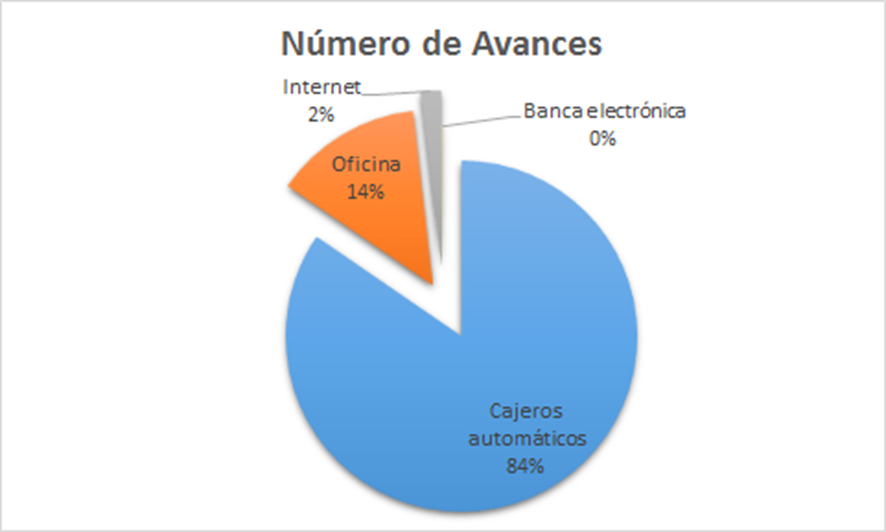 Número de Avances
Internet
2%
Banca electrónica
0%
Oficina
14%
Cajeros
automáticos
84%